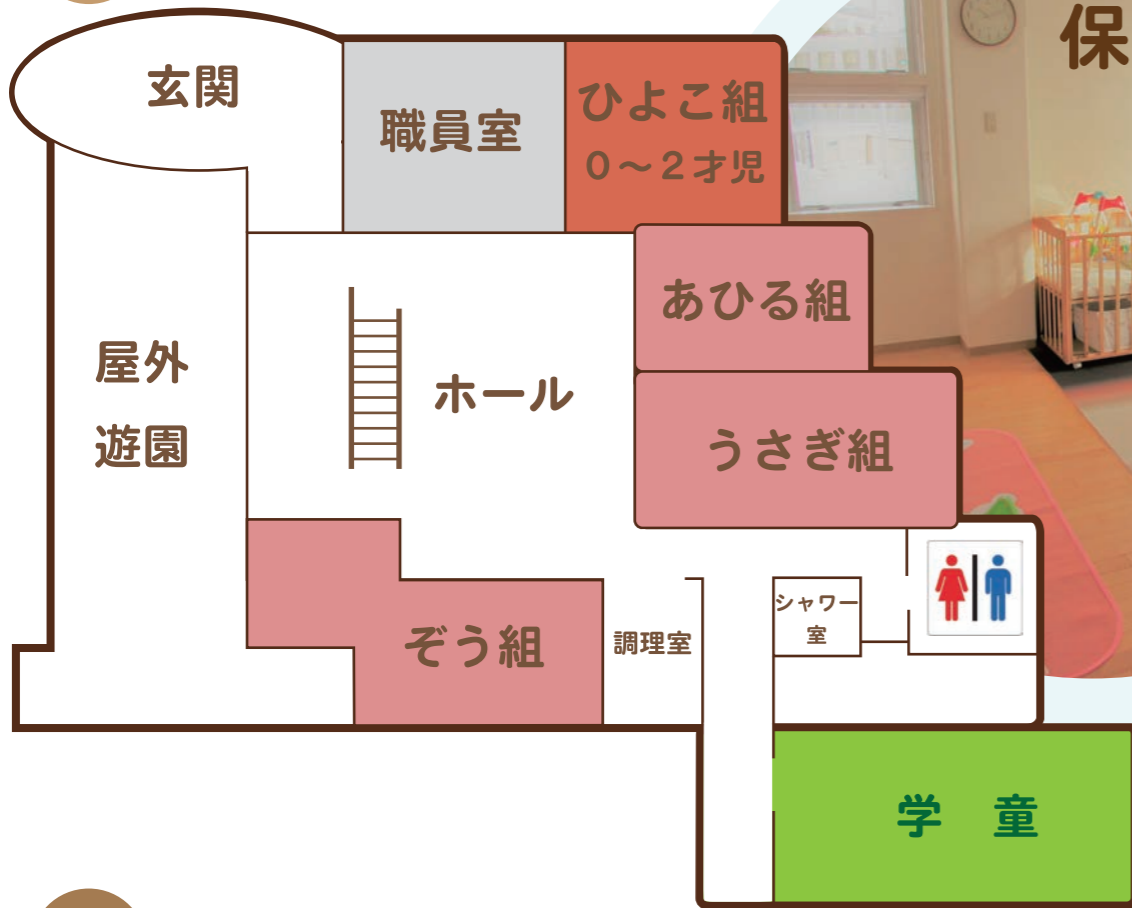 保
玄関
職員室
ひよこ組
0〜2才児
あひる組
屋外
遊園
ホール
うさぎ組
シャワー
室
ぞう組
調理室
学　童